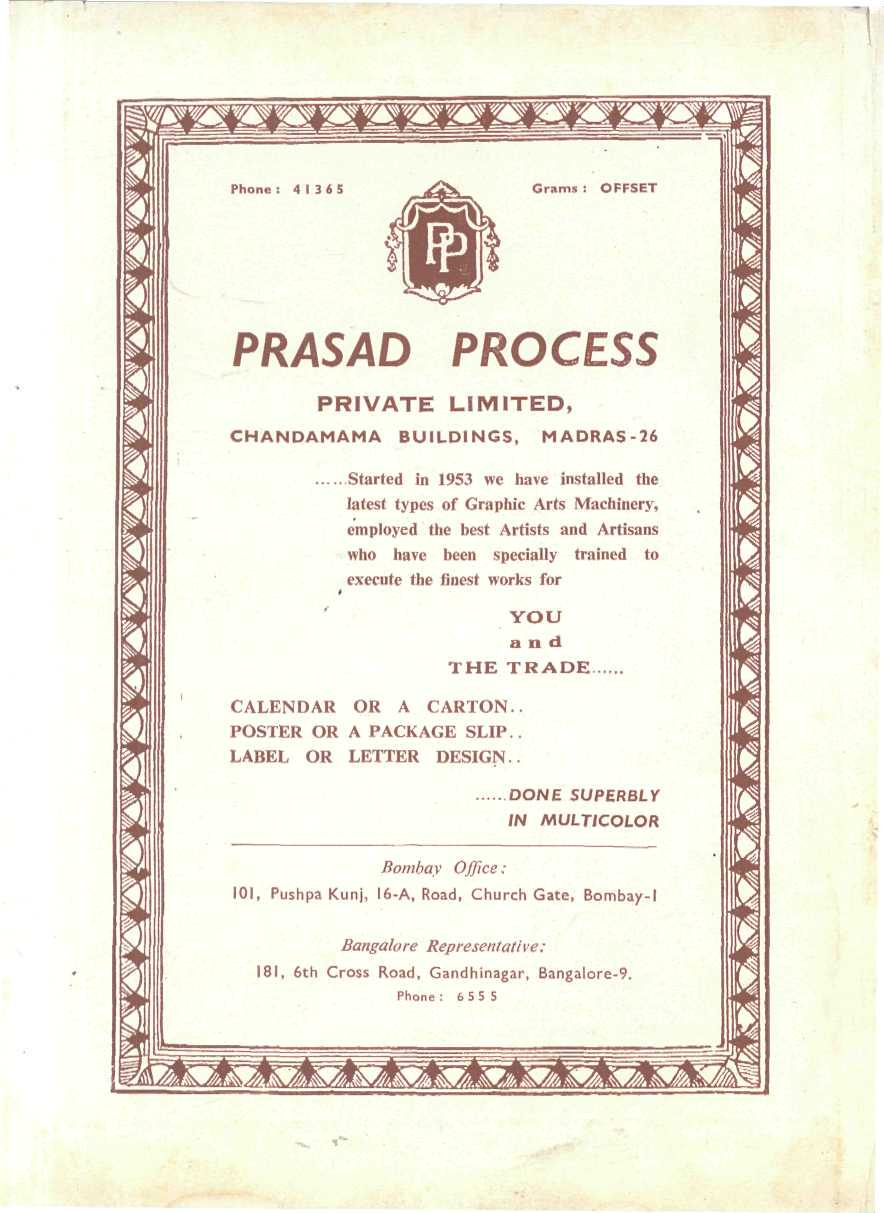 Phone : 41365
Grams : OFFSET
PP
PRASAD PROCESS
PRIVATE LIMITED,
CHANDAMAMA BUILDINGS, MADRAS-26
......Started in 1953 we have installed the
latest types of Graphic Arts Machinery,
employed the best Artists and Artisans
who have been specially trained to
execute the finest works for
YOU
and
THE TRADE......
CALENDAR OR A CARTON..
POSTER OR A PACKAGE SLIP..
LABEL OR LETTER DESIGN..
......DONE SUPERBLY
IN MULTICOLOR
Bombay Office :
101, Pushpa Kunj, 16-A, Road, Church Gate, Bombay-1
Bangalore Representative:
181, 6th Cross Road, Gandhinagar, Bangalore-9.
Phone : 6555